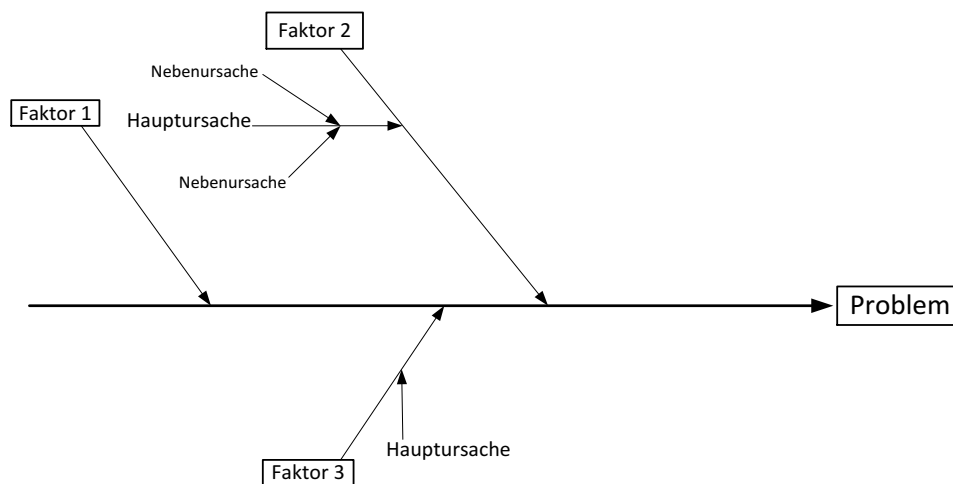 Faktor 2
Nebenursache
Faktor 1
Hauptursache
Nebenursache
Problem
Hauptursache
Faktor 3